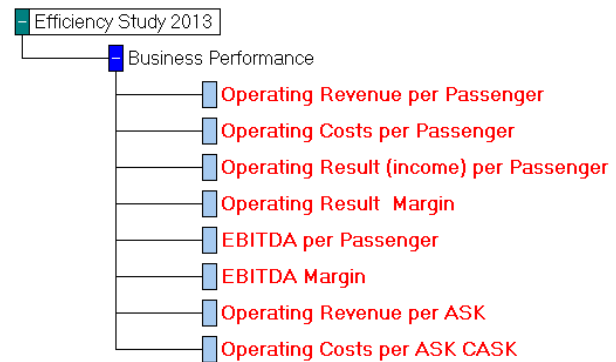 Efficiency Study 2013
Business Performance
Operating Revenue per Passenger
Operating Costs per Passenger
Operating Result (income) per Passenger
Operating Result  Margin
EBITDA per Passenger
EBITDA Margin
Operating Revenue per ASK
Operating Costs per ASK CASK